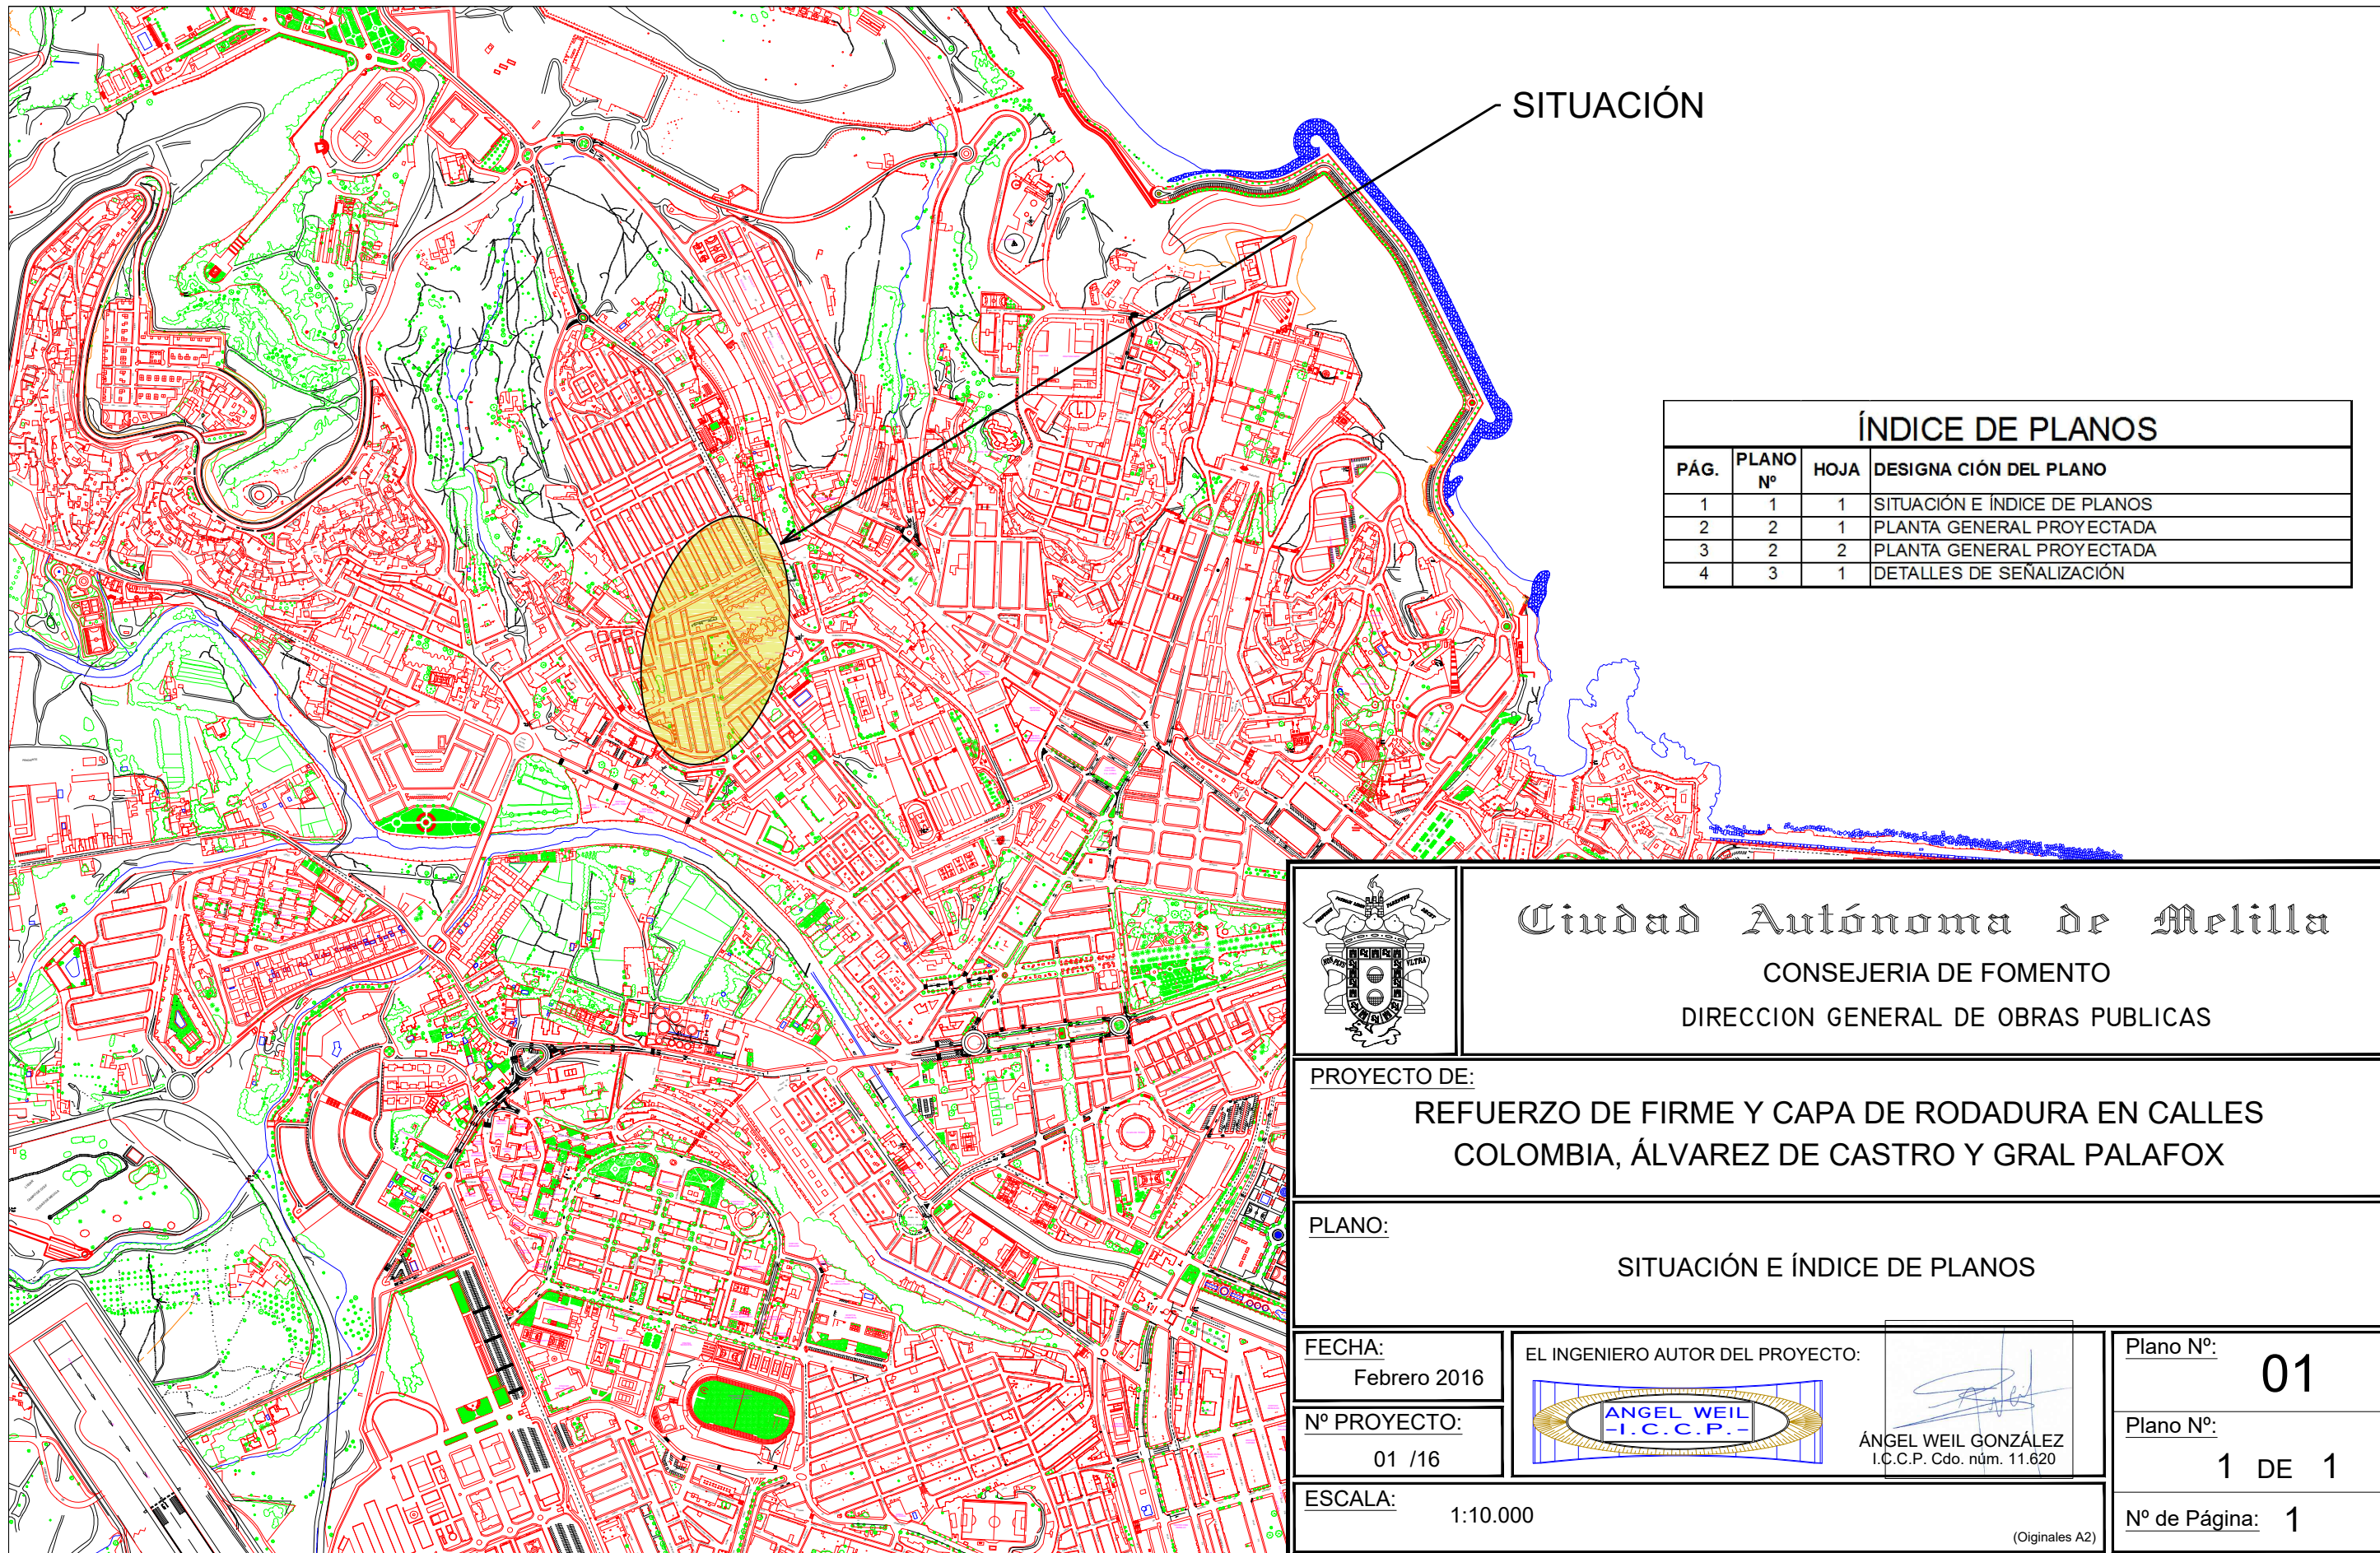 SITUACIÓN
ÍNDICE DE PLANOS
PÁG. PLANO Nº HOJA DESIGNA CIÓN DEL PLANO
1 1 1 SITUACIÓN E ÍNDICE DE PLANOS
2 2 1 PLANTA GENERAL PROYECTADA
3 2 2 PLANTA GENERAL PROYECTADA
4 3 1 DETALLES DE SEÑALIZACIÓN
Ciudad Autónoma de Melilla
CONSEJERIA DE FOMENTO
DIRECCION GENERAL DE OBRAS PUBLICAS
PROYECTO DE:
REFUERZO DE FIRME Y CAPA DE RODADURA EN CALLES
COLOMBIA, ÁLVAREZ DE CASTRO Y GRAL PALAFOX
PLANO:
SITUACIÓN E ÍNDICE DE PLANOS
FECHA:
Febrero 2016
Nº PROYECTO:
01 /16
EL INGENIERO AUTOR DEL PROYECTO:
ANGEL WEIL
-I.C.C.P.-
ÁNGEL WEIL GONZÁLEZ
I.C.C.P. Cdo. núm. 11.620
Plano Nº:
01
Plano Nº:
1 DE 1
Nº de Página: 1
ESCALA:
1:10.000
(Oiginales A2)